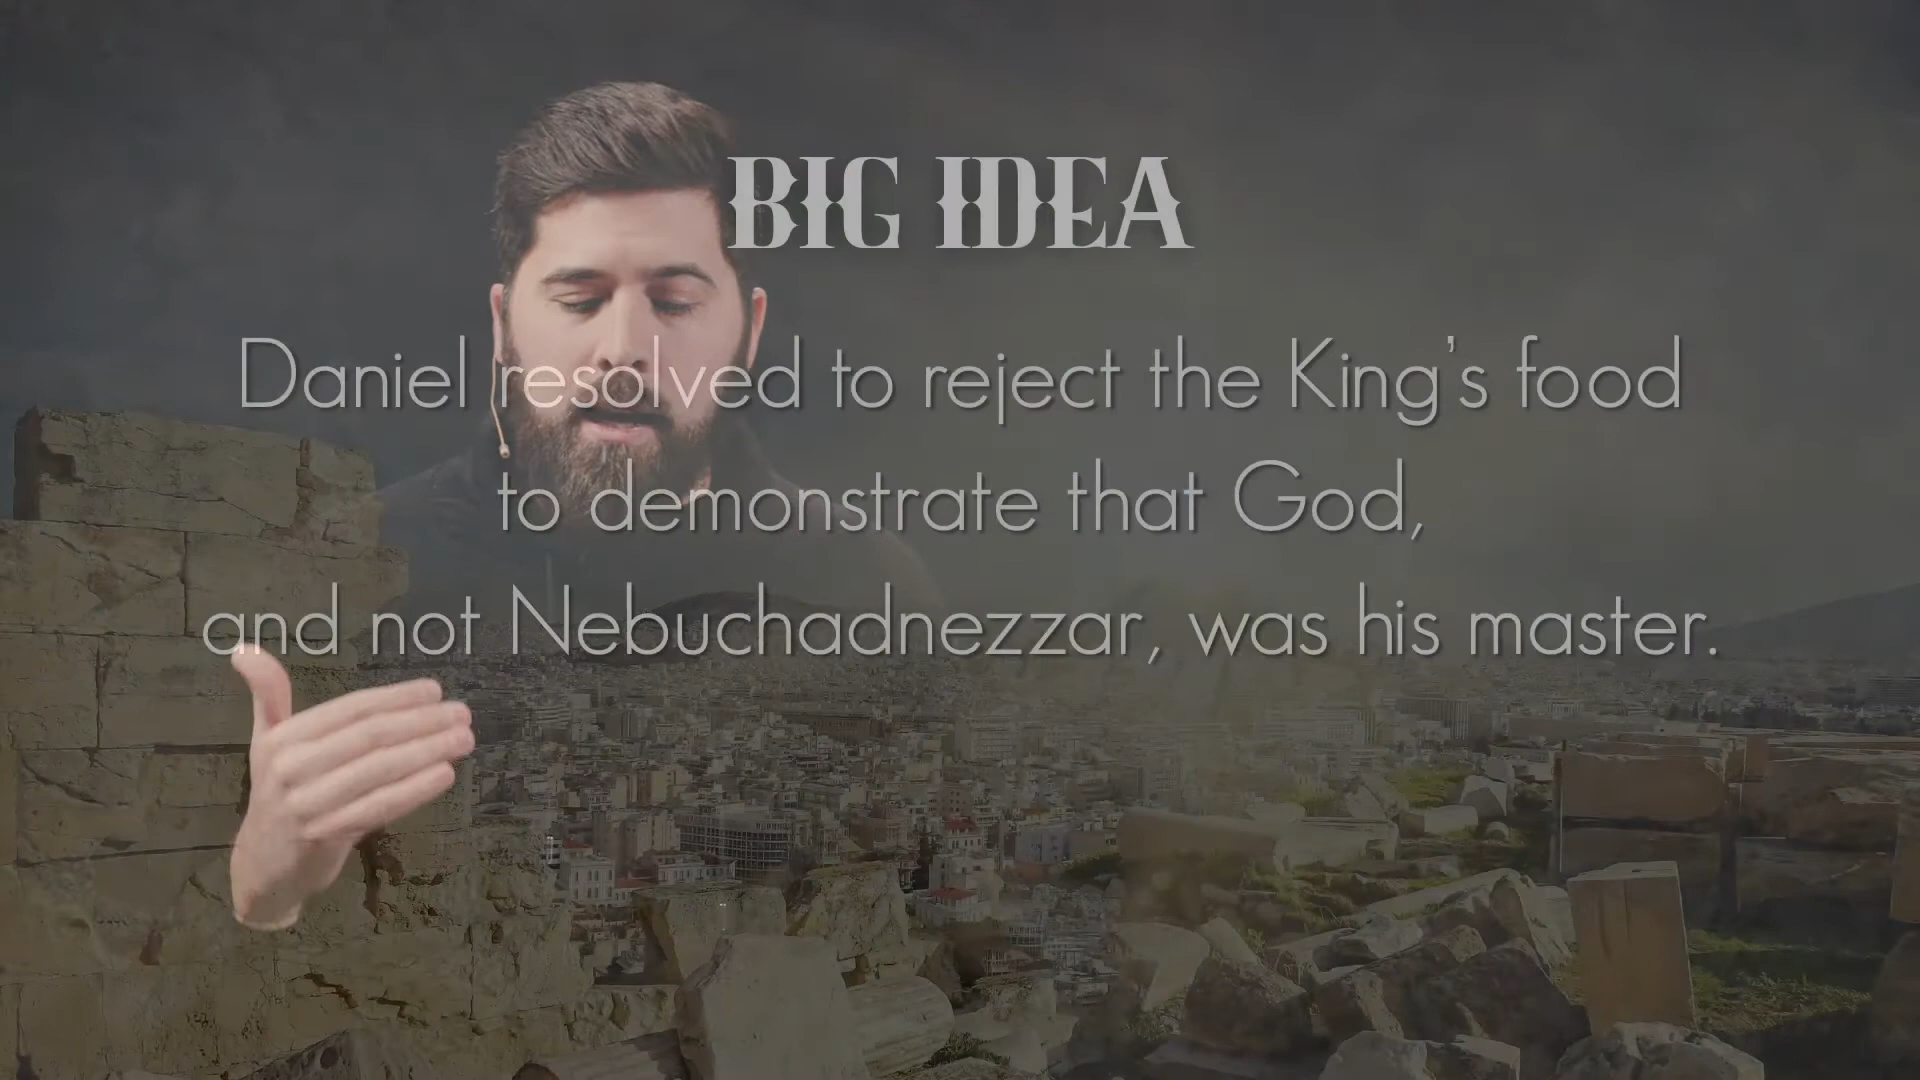 BIG IDEA
Daniel resolved to reject the King's food
to demonstrate that God,
and not Nebuchadnezzar, was his master.